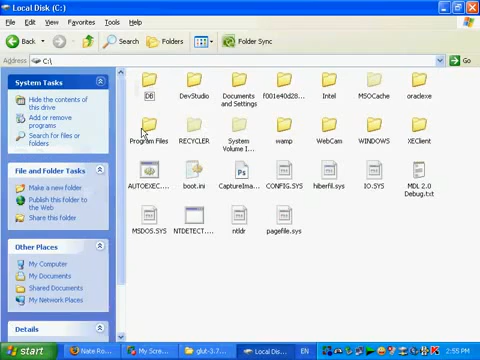 Local Disk (C:)
File Edit View Favorites Tools Help
Back Search Folders Folder Sync
Address C:\ Go
System Tasks
Hide the contents of
this drive
Add or remove
programs
Search for files or
folders
File and Folder Tasks
Make a new folder
Publish this folder to
the Web
Share this folder
Other Places
My Computer
My Documents
Shared Documents
My Network Places
Details
DB DevStudio Documents and Settings f001e40d28... MSOCache oraclexe
Program Files RECYCLER System Volume I... wamp WebCam WINDOWS XEClient
AUTOEXEC.... boot.ini CaptureIma... CONFIG.SYS hiberfil.sys IO.SYS MDL 2.0 Debug.txt
MSDOS.SYS NTDETECT.... ntldr pagefile.sys
start Nate Ro... My Scre... glut-3.7... Local Dis... EN 2:55 PM